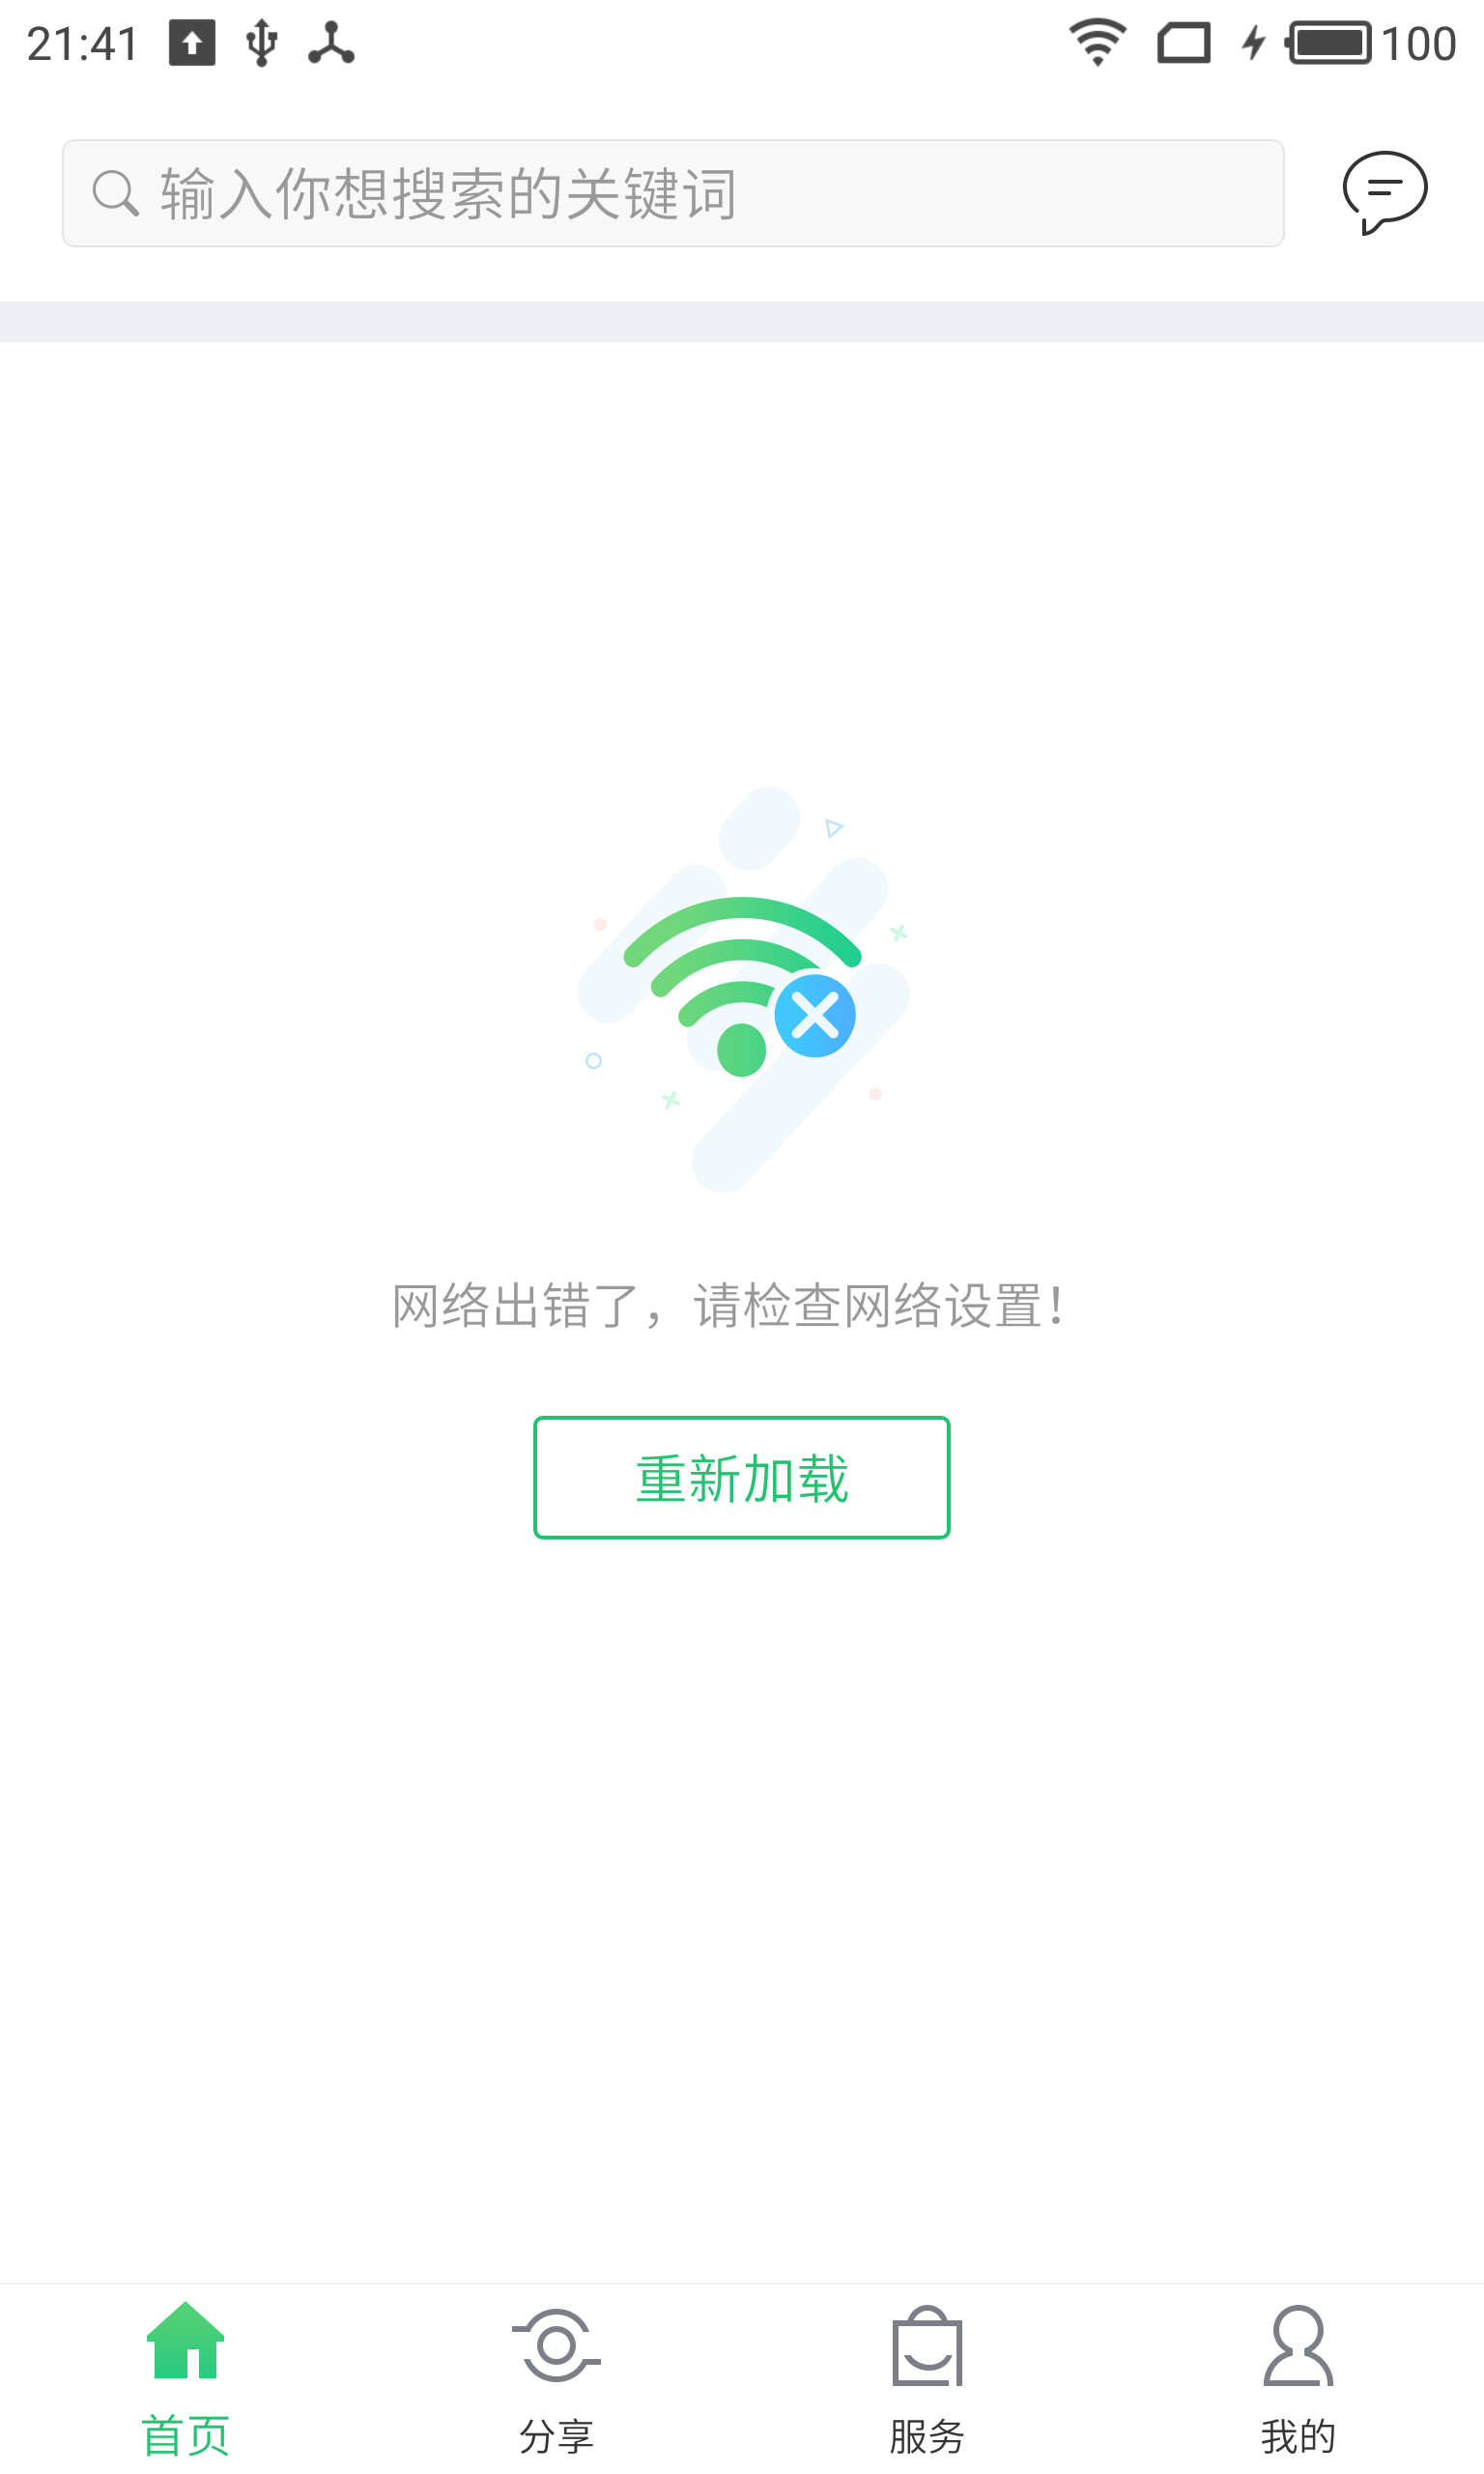 21:41
100
输入你想搜索的关键词
网络出错了，请检查网络设置！
重新加载
首页
分享
服务
我的